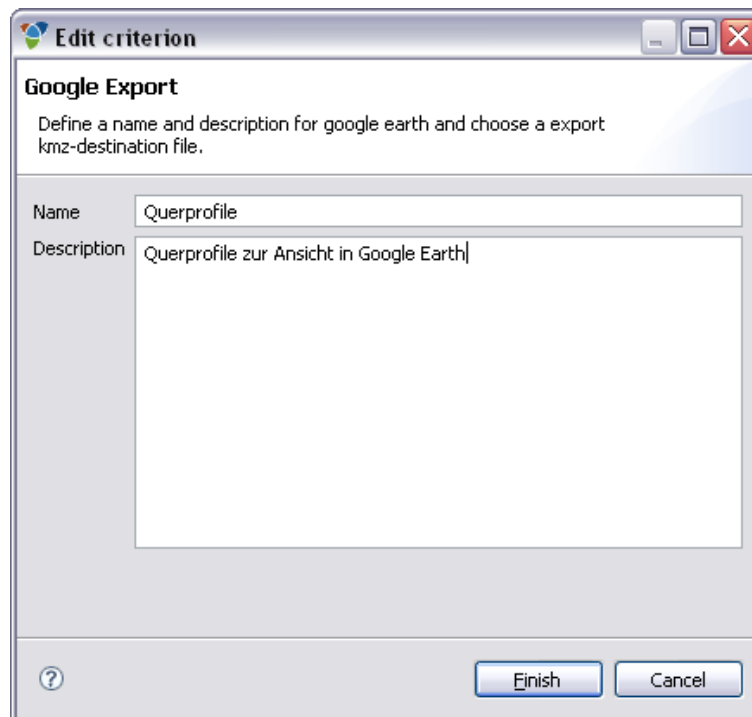 Edit criterion
Google Export
Define a name and description for google earth and choose a export
kmz-destination file.
Name Querprofile
Description Querprofile zur Ansicht in Google Earth
Finish Cancel